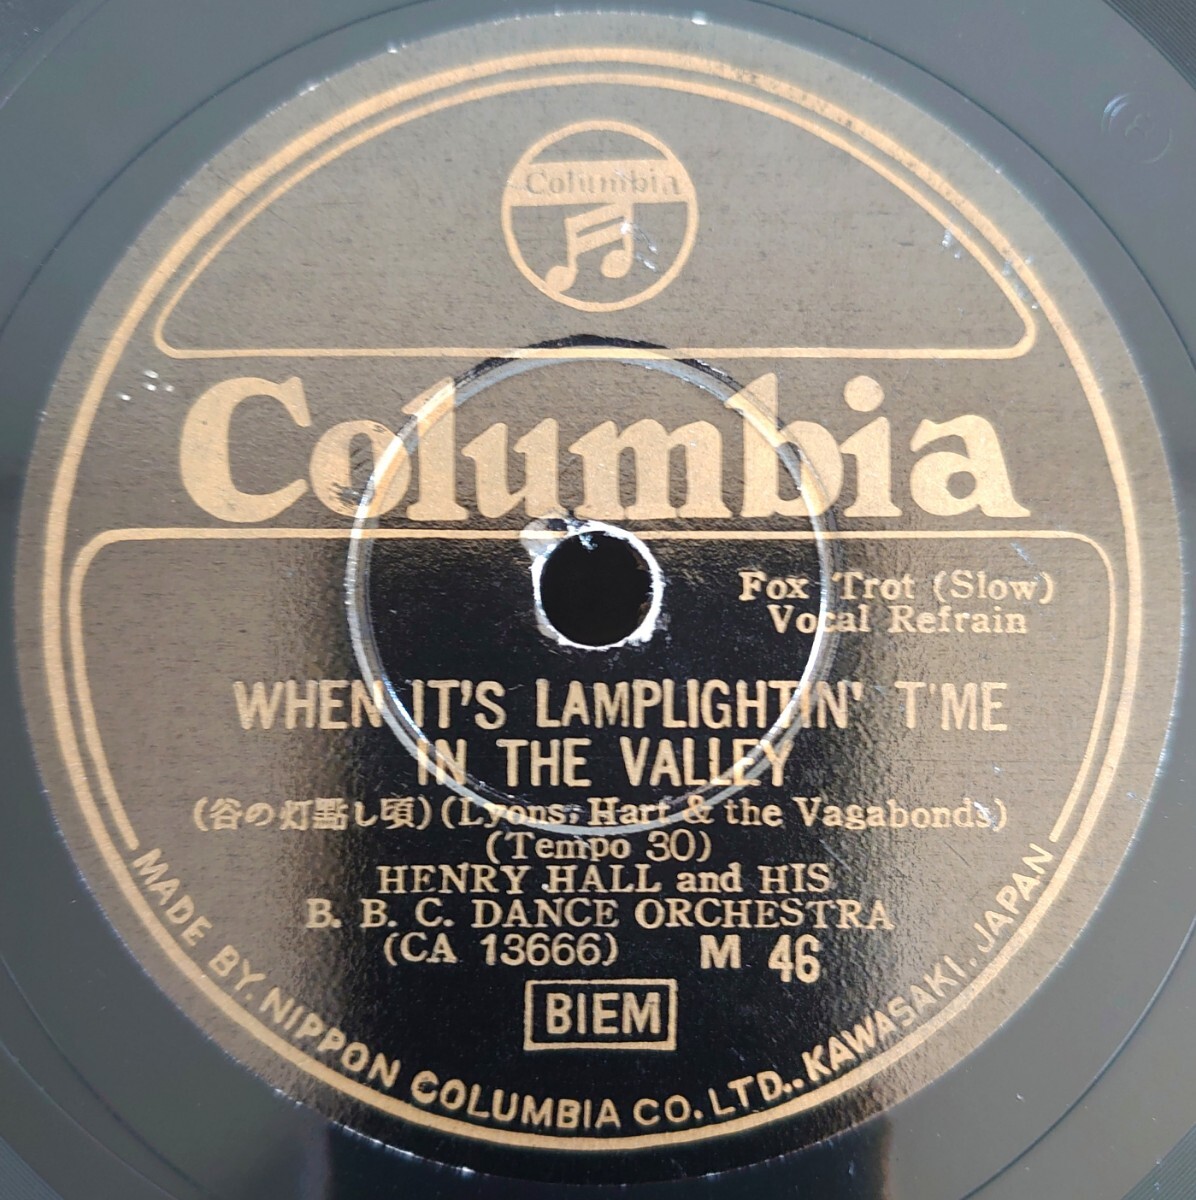 Columbia
Columbia
Fox Trot (Slow)
Vocal Refrain
WHEN IT'S LAMPLIGHTIN' T'ME
IN THE VALLEY
(谷の灯點し頃) (Lyons, Hart & the Vagabonds)
(Tempo 30)
HENRY HALL and HIS
B. B. C. DANCE ORCHESTRA
(CA 13666) M 46
BIEM
MADE BY. NIPPON COLUMBIA CO. LTD., KAWASAKI. JAPAN